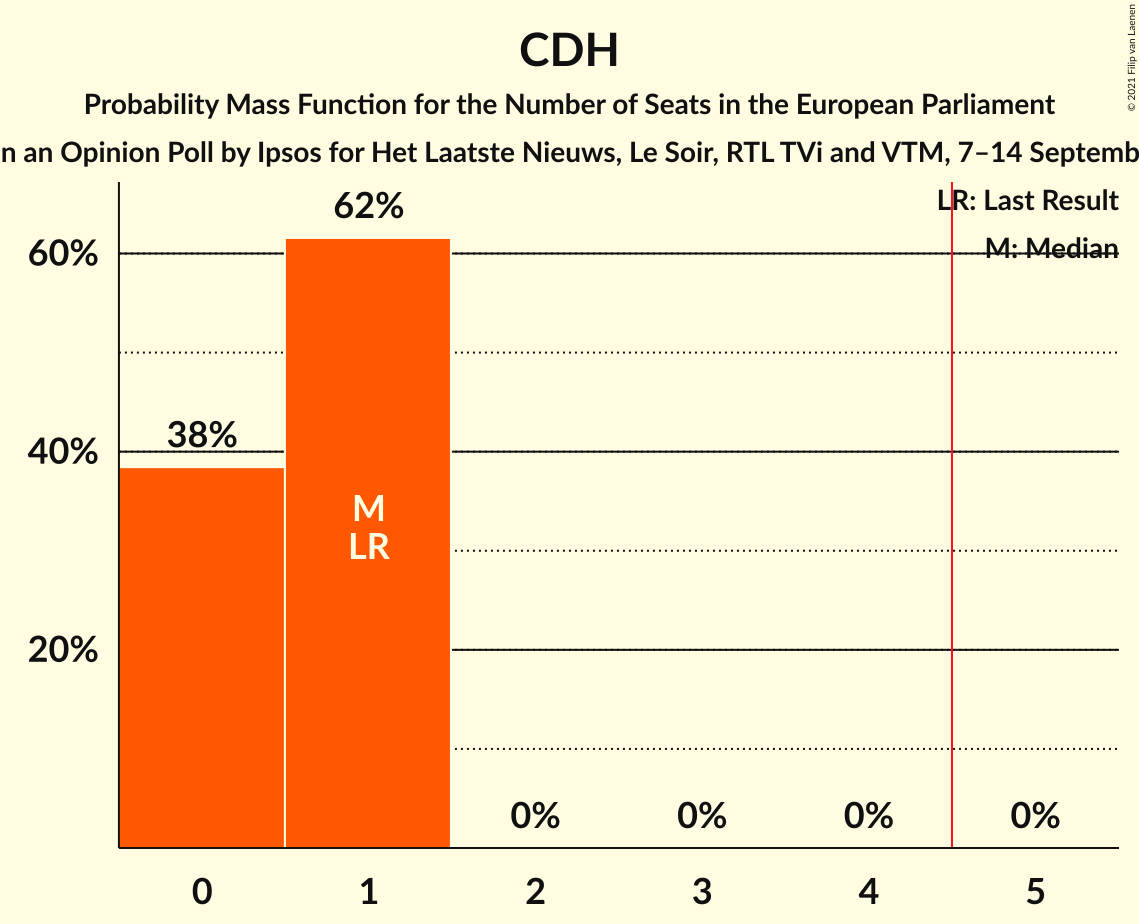 CDH
Probability Mass Function for the Number of Seats in the European Parliament
n an Opinion Poll by Ipsos for Het Laatste Nieuws, Le Soir, RTL TVi and VTM, 7–14 Septemb
© 2021 Filip van Laenen
LR: Last Result
M: Median
62%
60%
38%
40%
M
LR
20%
0% 0% 0% 0%
0 1 2 3 4 5